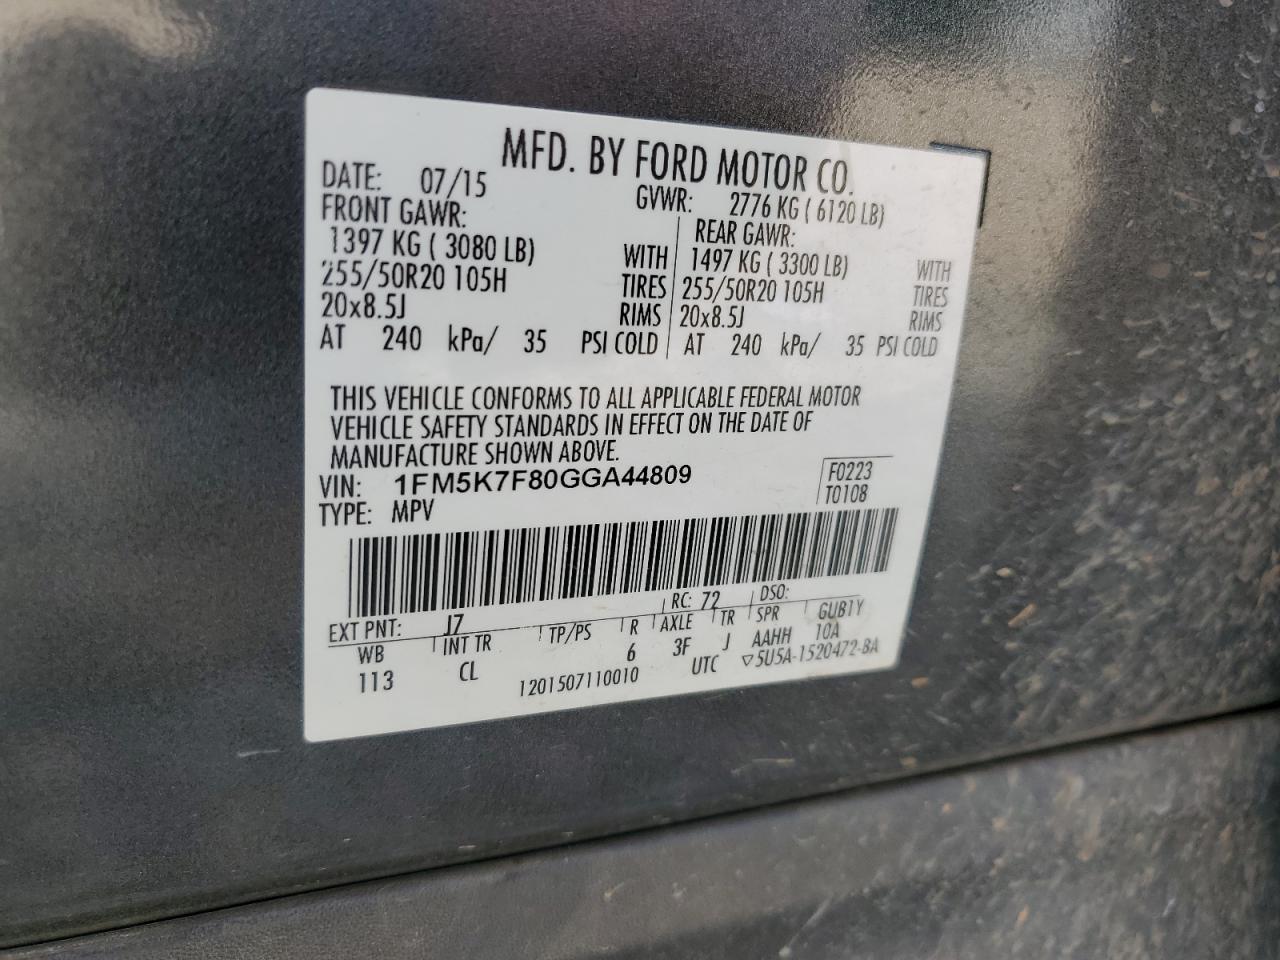 MFD. BY FORD MOTOR CO.
DATE: 07/15 GVWR: 2776 KG ( 6120 LB)
FRONT GAWR: REAR GAWR:
1397 KG ( 3080 LB) WITH 1497 KG ( 3300 LB) WITH
255/50R20 105H TIRES 255/50R20 105H TIRES
20x8.5J RIMS 20x8.5J RIMS
AT 240 kPa/ 35 PSI COLD AT 240 kPa/ 35 PSI COLD
THIS VEHICLE CONFORMS TO ALL APPLICABLE FEDERAL MOTOR
VEHICLE SAFETY STANDARDS IN EFFECT ON THE DATE OF
MANUFACTURE SHOWN ABOVE.
VIN: 1FM5K7F80GGA44809 F0223
TYPE: MPV T0108
EXT PNT: J7 RC: 72 DSO:
WB INT TR TP/PS R AXLE TR SPR GUB1Y
113 CL 6 3F J AAHH 10A
1201507110010 UTC ▽5U5A-1520472-BA